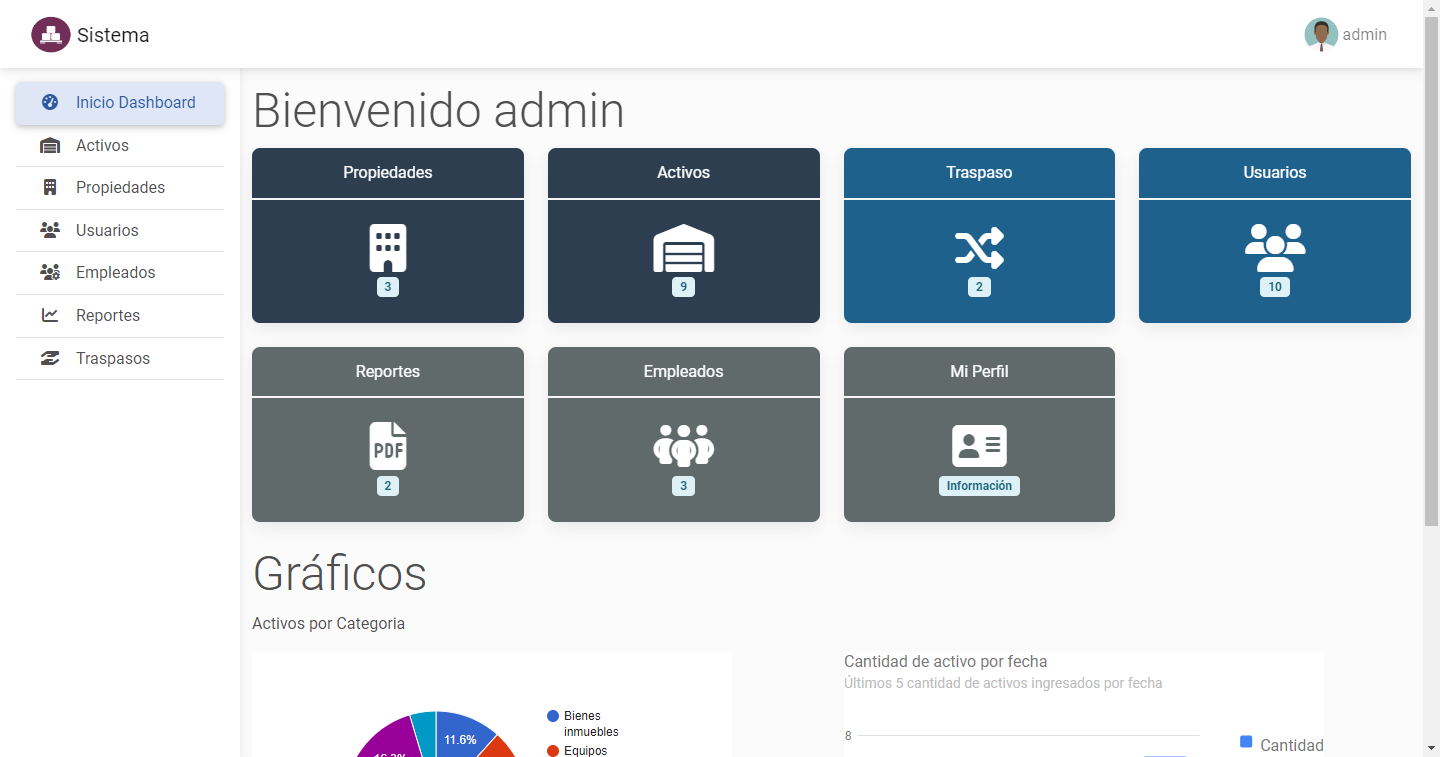 Sistema
admin
Inicio Dashboard
Activos
Propiedades
Usuarios
Empleados
Reportes
Traspasos
Bienvenido admin
Propiedades
3
Activos
9
Traspaso
2
Usuarios
10
Reportes
PDF
2
Empleados
3
Mi Perfil
Información
Gráficos
Activos por Categoria
11.6%
Bienes
inmuebles
Equipos
Cantidad de activo por fecha
Últimos 5 cantidad de activos ingresados por fecha
8
Cantidad